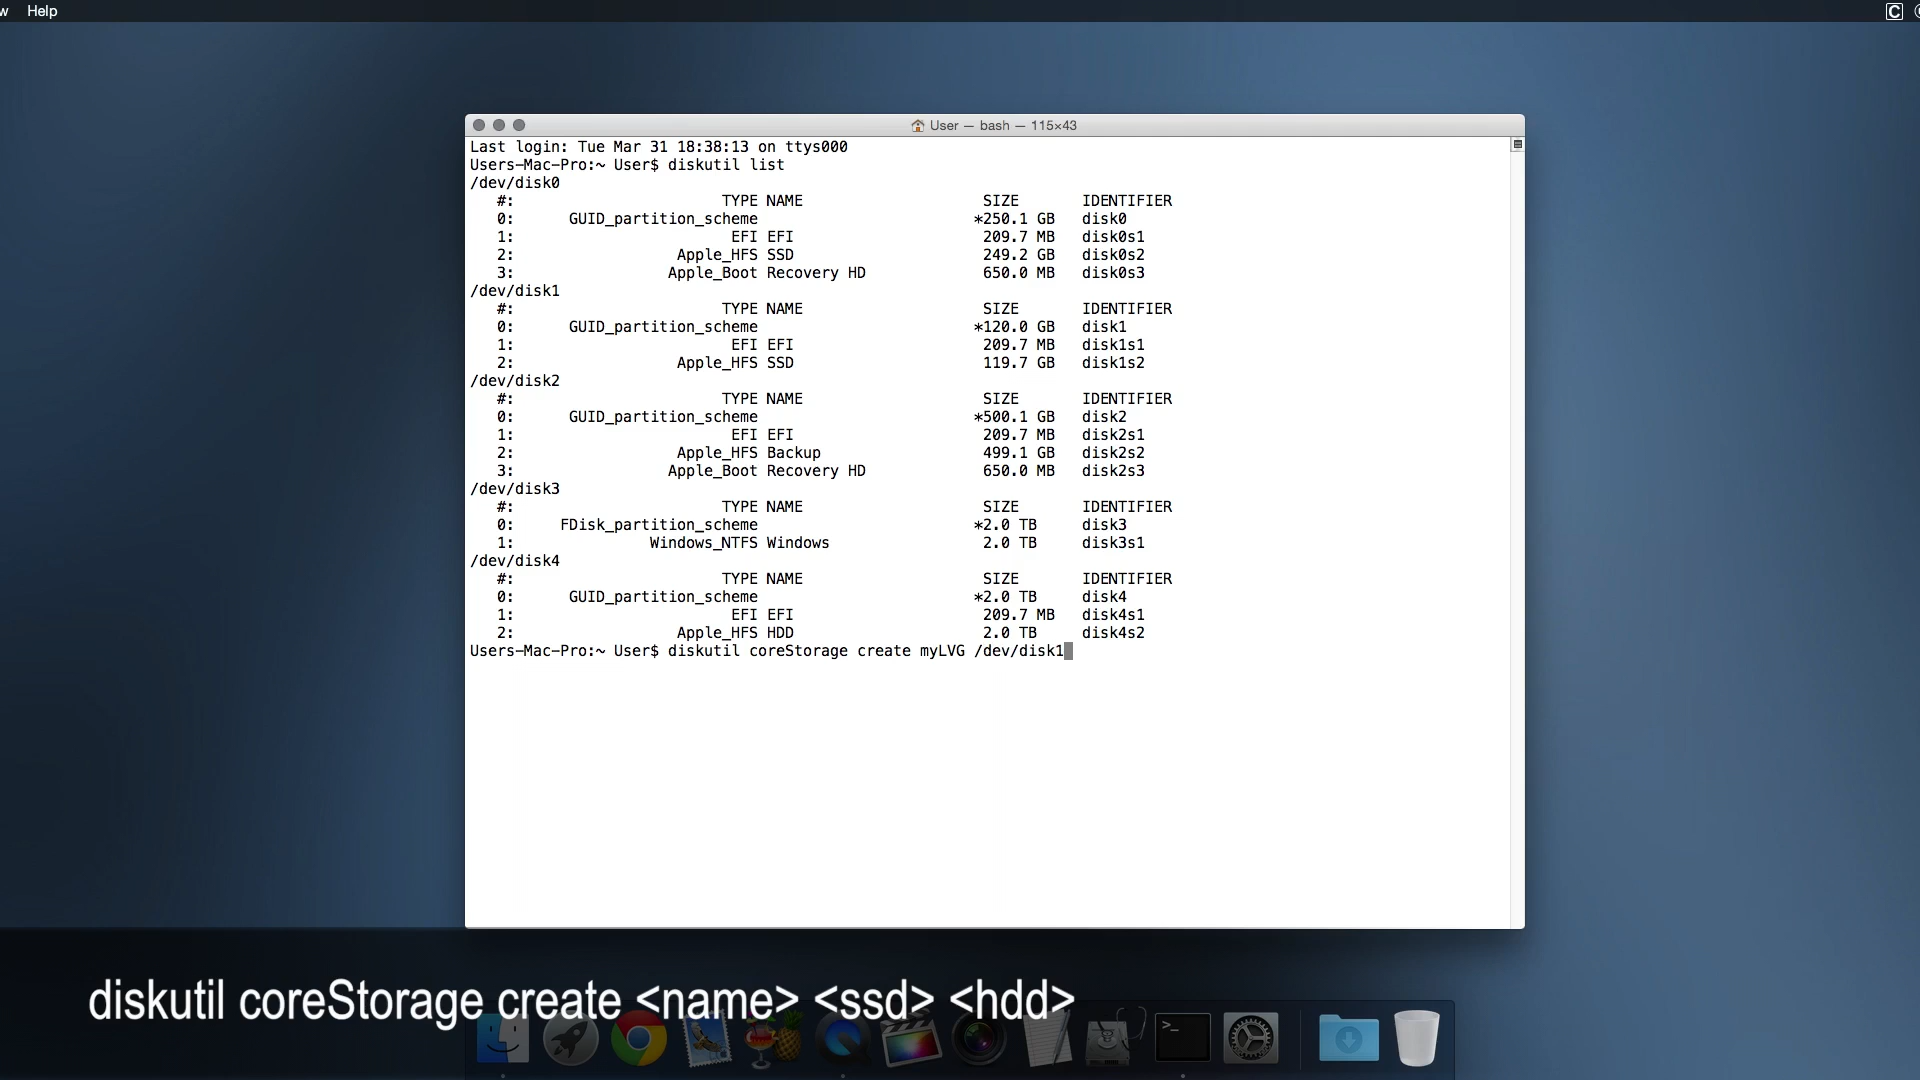 w Help C
User — bash — 115×43
Last login: Tue Mar 31 18:38:13 on ttys000
Users-Mac-Pro:~ User$ diskutil list
/dev/disk0
#: TYPE NAME SIZE IDENTIFIER
0: GUID_partition_scheme *250.1 GB disk0
1: EFI EFI 209.7 MB disk0s1
2: Apple_HFS SSD 249.2 GB disk0s2
3: Apple_Boot Recovery HD 650.0 MB disk0s3
/dev/disk1
#: TYPE NAME SIZE IDENTIFIER
0: GUID_partition_scheme *120.0 GB disk1
1: EFI EFI 209.7 MB disk1s1
2: Apple_HFS SSD 119.7 GB disk1s2
/dev/disk2
#: TYPE NAME SIZE IDENTIFIER
0: GUID_partition_scheme *500.1 GB disk2
1: EFI EFI 209.7 MB disk2s1
2: Apple_HFS Backup 499.1 GB disk2s2
3: Apple_Boot Recovery HD 650.0 MB disk2s3
/dev/disk3
#: TYPE NAME SIZE IDENTIFIER
0: FDisk_partition_scheme *2.0 TB disk3
1: Windows_NTFS Windows 2.0 TB disk3s1
/dev/disk4
#: TYPE NAME SIZE IDENTIFIER
0: GUID_partition_scheme *2.0 TB disk4
1: EFI EFI 209.7 MB disk4s1
2: Apple_HFS HDD 2.0 TB disk4s2
Users-Mac-Pro:~ User$ diskutil coreStorage create myLVG /dev/disk1
diskutil coreStorage create <name> <ssd> <hdd>
>_